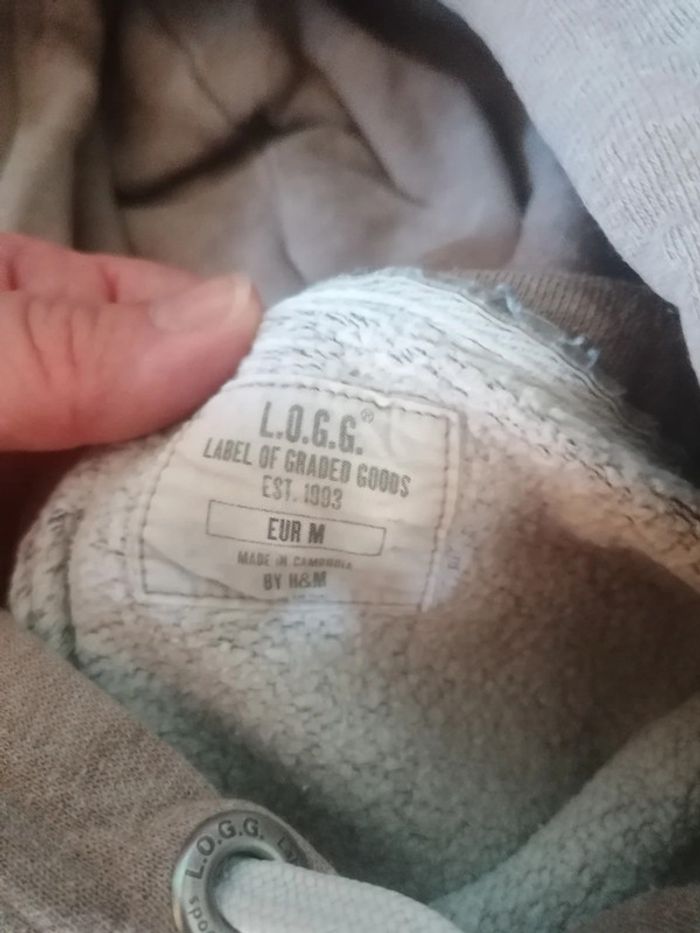 L.O.G.G.®
LABEL OF GRADED GOODS
EST. 1993
EUR M
MADE IN CAMBODIA
BY H&M
L.O.G.G.